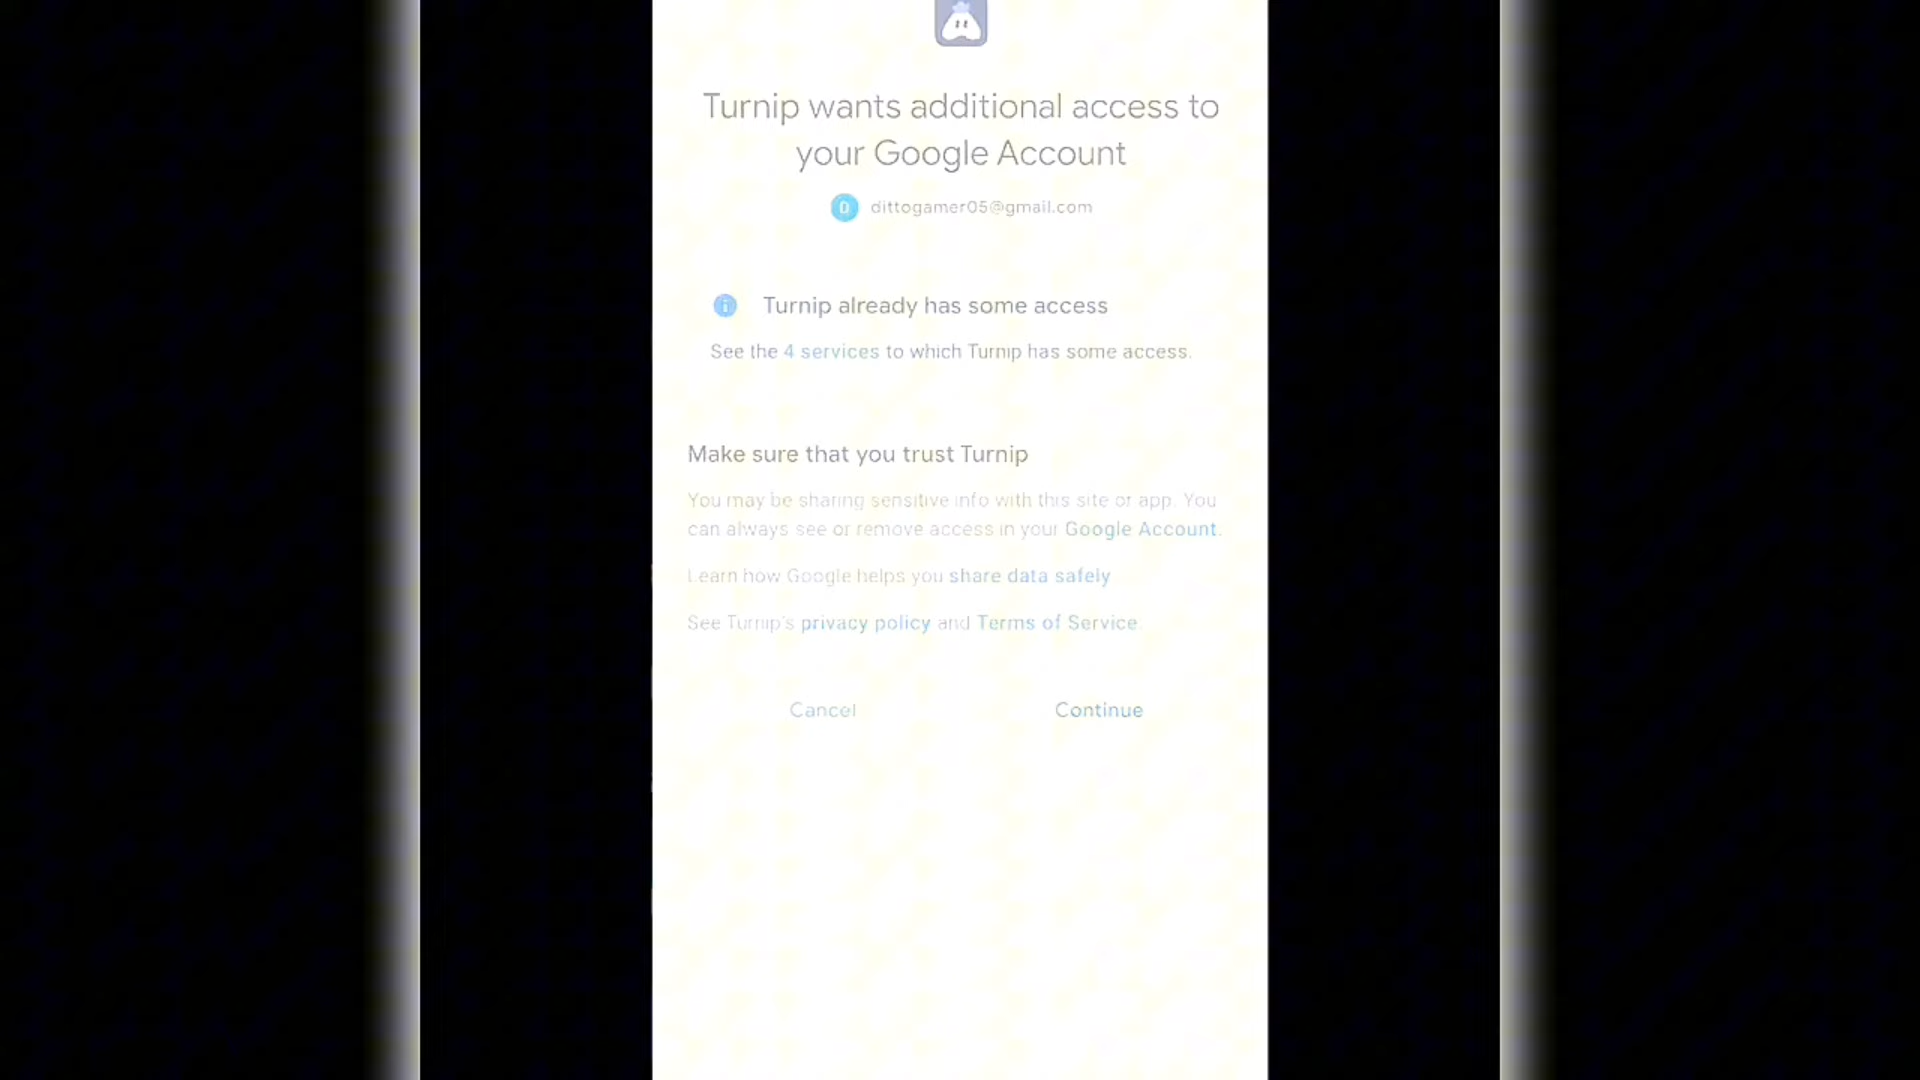 Turnip wants additional access to
your Google Account
D dittogamer05@gmail.com
i Turnip already has some access
See the 4 services to which Turnip has some access.
Make sure that you trust Turnip
You may be sharing sensitive info with this site or app. You
can always see or remove access in your Google Account.
Learn how Google helps you share data safely
See Turnip's privacy policy and Terms of Service.
Cancel Continue